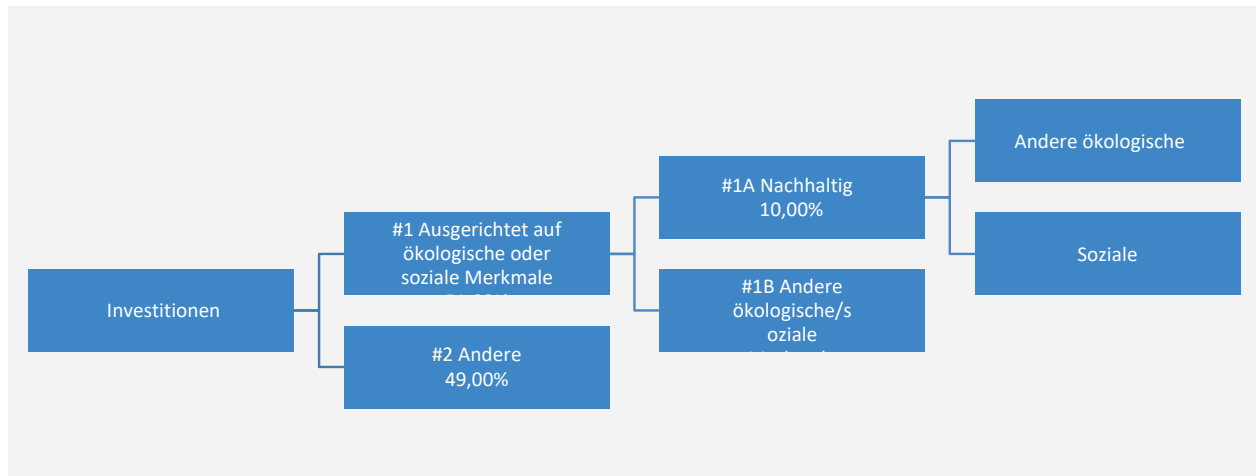 Andere ökologische
#1A Nachhaltig
10,00%
#1 Ausgerichtet auf
ökologische oder
soziale Merkmale
Soziale
#1B Andere
ökologische/s
oziale
Investitionen
#2 Andere
49,00%